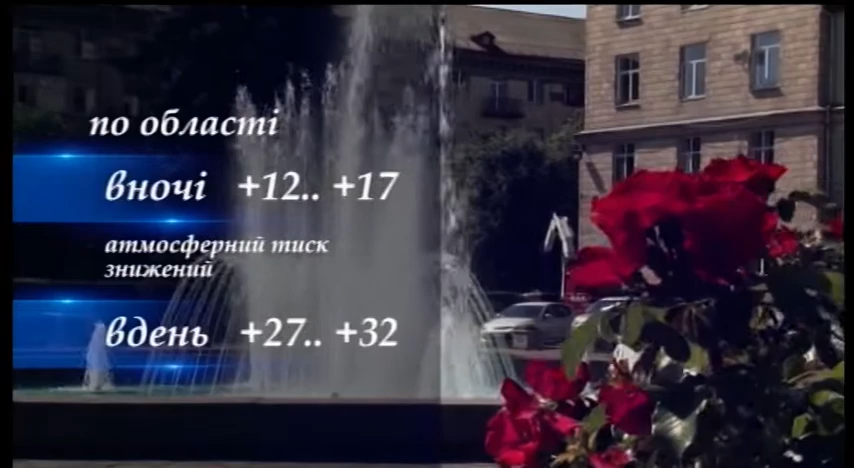 по області
вночі +12.. +17
атмосферний тиск
знижений
вдень +27.. +32